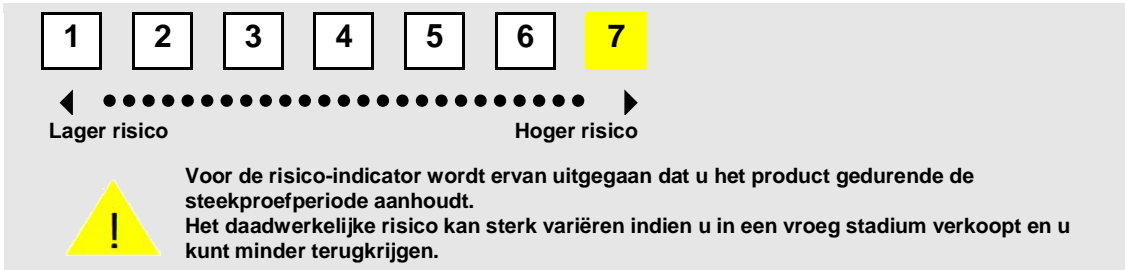 1 2 3 4 5 6 7
Lager risico Hoger risico
Voor de risico-indicator wordt ervan uitgegaan dat u het product gedurende de
steekproefperiode aanhoudt.
Het daadwerkelijke risico kan sterk variëren indien u in een vroeg stadium verkoopt en u
! kunt minder terugkrijgen.